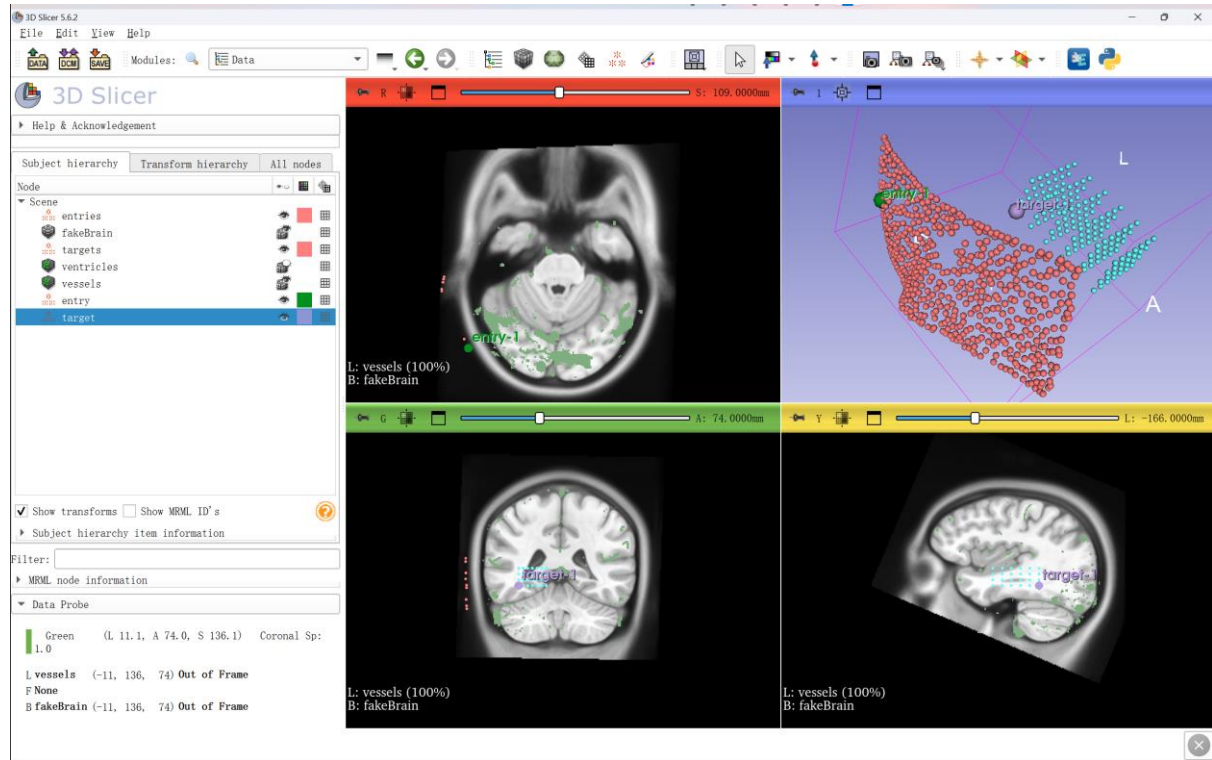 3D Slicer 5.6.2
File Edit View Help
DATA DCM SAVE Modules: Data
3D Slicer
Help & Acknowledgement
Subject hierarchy Transform hierarchy All nodes
Node
Scene
entries
fakeBrain
targets
ventricles
vessels
entry
target
Show transforms Show MRML ID's
Subject hierarchy item information
Filter:
MRML node information
Data Probe
Green (L 11.1, A 74.0, S 136.1) Coronal Sp:
1.0
L vessels (-11, 136, 74) Out of Frame
F None
B fakeBrain (-11, 136, 74) Out of Frame
R S: 109.0000mm
entry-1
L: vessels (100%)
B: fakeBrain
1
L
entry-1
target-1
A
G A: 74.0000mm
target-1
L: vessels (100%)
B: fakeBrain
Y L: -166.0000mm
target-1
L: vessels (100%)
B: fakeBrain